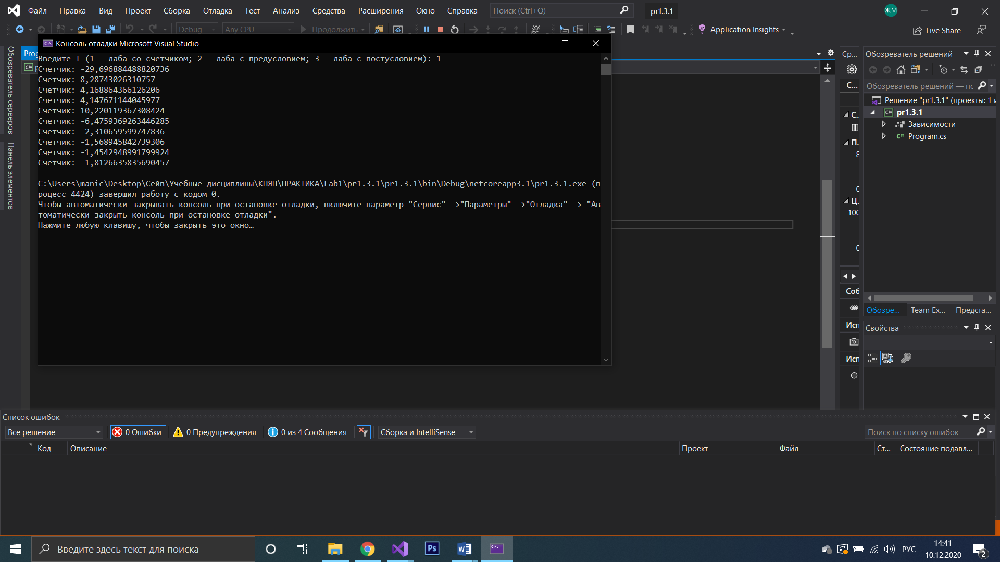 Файл Правка Вид Проект Сборка Отладка Тест Анализ Средства Расширения Окно Справка Поиск (Ctrl+Q) pr1.3.1 ЖМ
Debug Any CPU Продолжить Application Insights Live Share
Консоль отладки Microsoft Visual Studio
Введите T (1 - лаба со счетчиком; 2 - лаба с предусловием; 3 - лаба с постусловием): 1
Счетчик: -29,696884488820736
Счетчик: 8,28743026310757
Счетчик: 4,168864366126206
Счетчик: 4,147671144045977
Счетчик: 10,220119367308424
Счетчик: -6,4759369263446285
Счетчик: -2,310659599747836
Счетчик: -1,568945842739306
Счетчик: -1,4542948991799924
Счетчик: -1,8126635835690457
C:\Users\manic\Desktop\Сейв\Учебные дисциплины\КПЯП\ПРАКТИКА\Lab1\pr1.3.1\pr1.3.1\bin\Debug\netcoreapp3.1\pr1.3.1.exe (п
роцесс 4424) завершил работу с кодом 0.
Чтобы автоматически закрывать консоль при остановке отладки, включите параметр "Сервис" ->"Параметры" ->"Отладка" -> "Ав
томатически закрыть консоль при остановке отладки".
Нажмите любую клавишу, чтобы закрыть это окно…
Обозреватель серверов
Панель элементов
Ср...
С...
100
Соб
Исп
Исп
Обозреватель решений
Обозреватель решений — пс
Решение "pr1.3.1" (проекты: 1
pr1.3.1
Зависимости
Program.cs
Обозре... Team Ex... Предста...
Свойства
Список ошибок
Все решение 0 Ошибки 0 Предупреждения 0 из 4 Сообщения Сборка и IntelliSense Поиск по списку ошибок
Код Описание Проект Файл Ст... Состояние подавл...
Введите здесь текст для поиска
Ps
РУС
14:41
10.12.2020
2